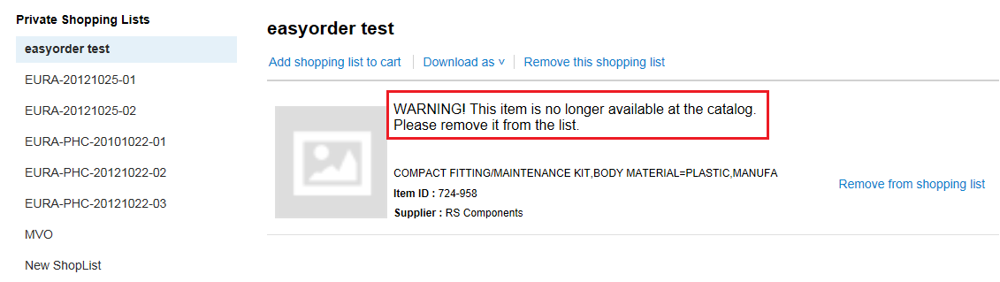 Private Shopping Lists
easyorder test
EURA-20121025-01
EURA-20121025-02
EURA-PHC-20101022-01
EURA-PHC-20121022-02
EURA-PHC-20121022-03
MVO
New ShopList
easyorder test
Add shopping list to cart Download as v Remove this shopping list
WARNING! This item is no longer available at the catalog.
Please remove it from the list.
COMPACT FITTING/MAINTENANCE KIT,BODY MATERIAL=PLASTIC,MANUFA
Item ID : 724-958
Supplier : RS Components
Remove from shopping list